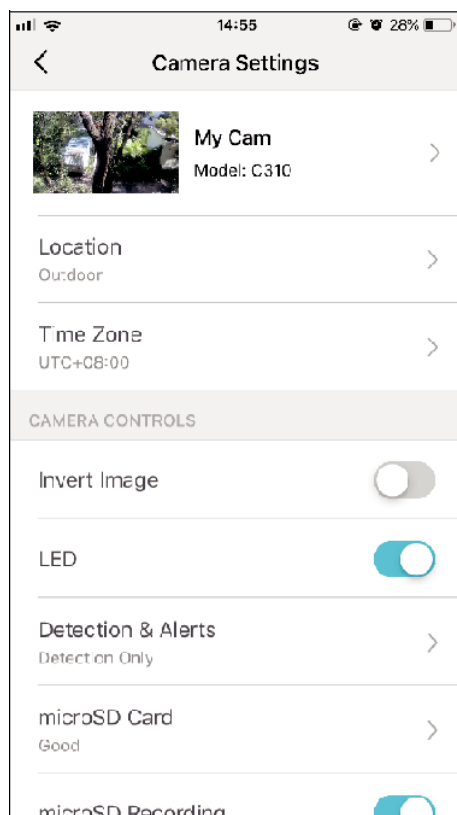 14:55
28%
Camera Settings
My Cam
Model: C310
Location
Outdoor
Time Zone
UTC+08:00
CAMERA CONTROLS
Invert Image
LED
Detection & Alerts
Detection Only
microSD Card
Good
microSD Recording